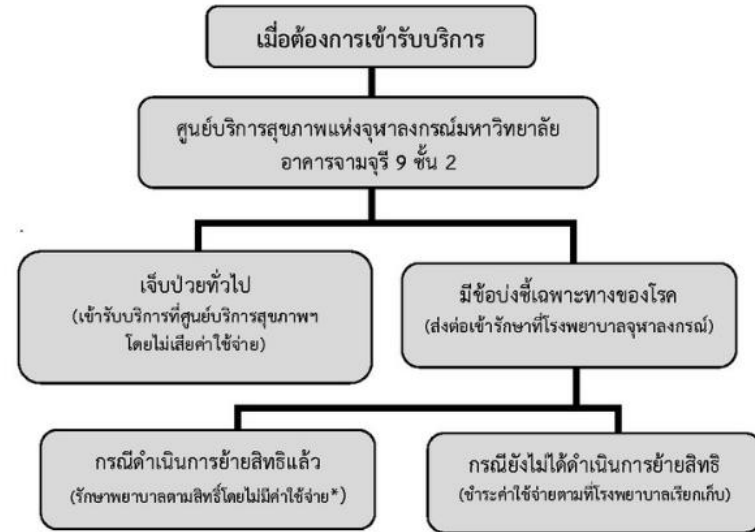 เมื่อต้องการเข้ารับบริการ
ศูนย์บริการสุขภาพแห่งจุฬาลงกรณ์มหาวิทยาลัย
อาคารจามจุรี 9 ชั้น 2
เจ็บป่วยทั่วไป
(เข้ารับบริการที่ศูนย์บริการสุขภาพฯ
โดยไม่เสียค่าใช้จ่าย)
มีข้อบ่งชี้เฉพาะทางของโรค
(ส่งต่อเข้ารักษาที่โรงพยาบาลจุฬาลงกรณ์)
กรณีดำเนินการย้ายสิทธิแล้ว
(รักษาพยาบาลตามสิทธิ์โดยไม่มีค่าใช้จ่าย*)
กรณียังไม่ได้ดำเนินการย้ายสิทธิ
(ชำระค่าใช้จ่ายตามที่โรงพยาบาลเรียกเก็บ)